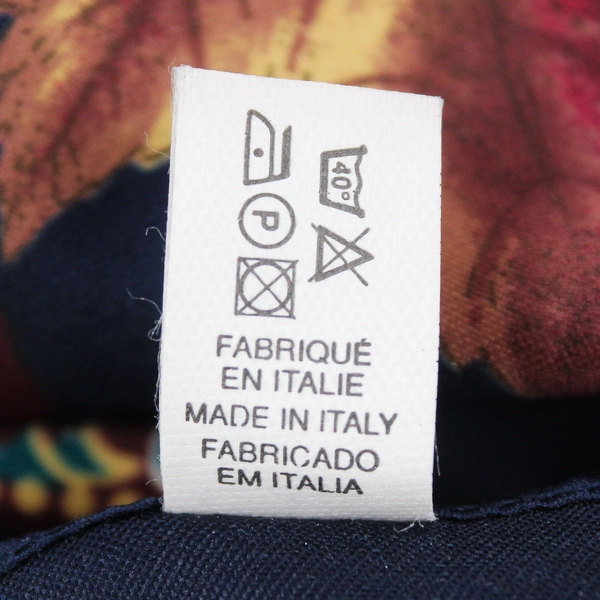 40°
P
FABRIQUÉ
EN ITALIE
MADE IN ITALY
FABRICADO
EM ITALIA